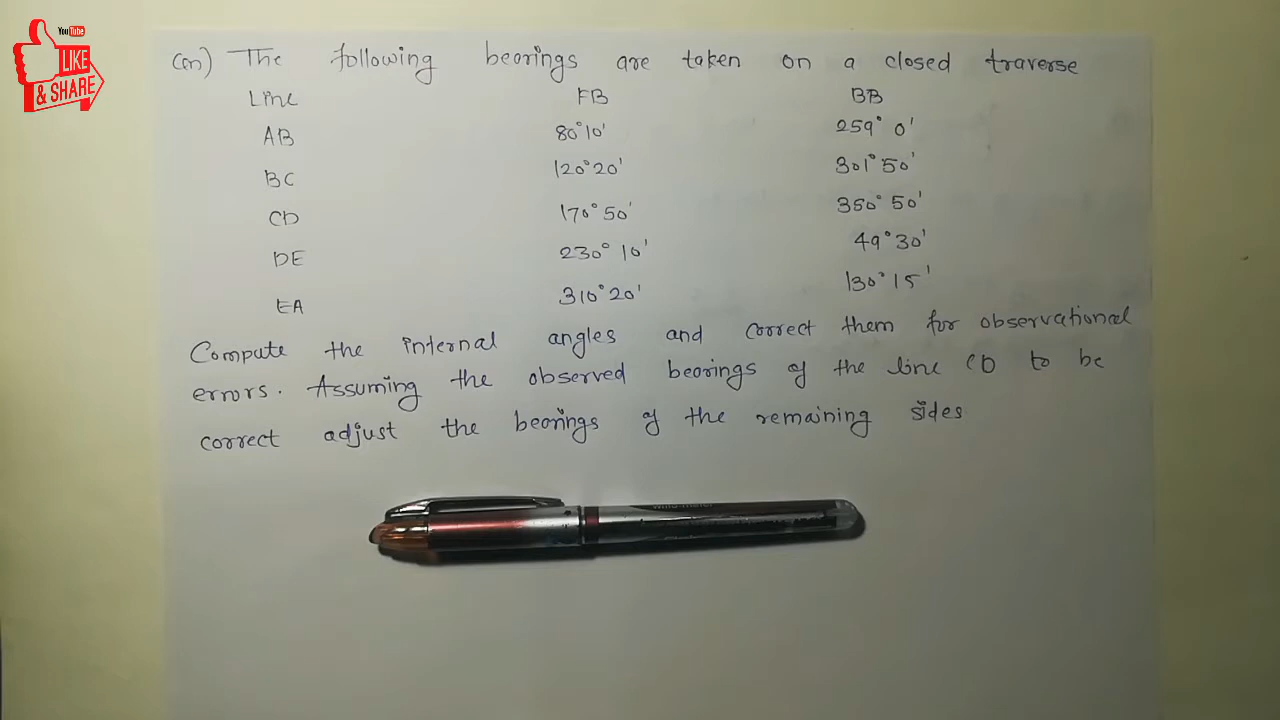 YouTube
LIKE
& SHARE
(n) The following bearings are taken on a closed traverse
Line FB BB
AB 80°10' 259° 0'
BC 120°20' 301°50'
CD 170°50' 350°50'
DE 230°10' 49°30'
EA 310°20' 130°15'
Compute the internal angles and correct them for observational
errors. Assuming the observed bearings of the line CD to be
correct adjust the bearings of the remaining sides